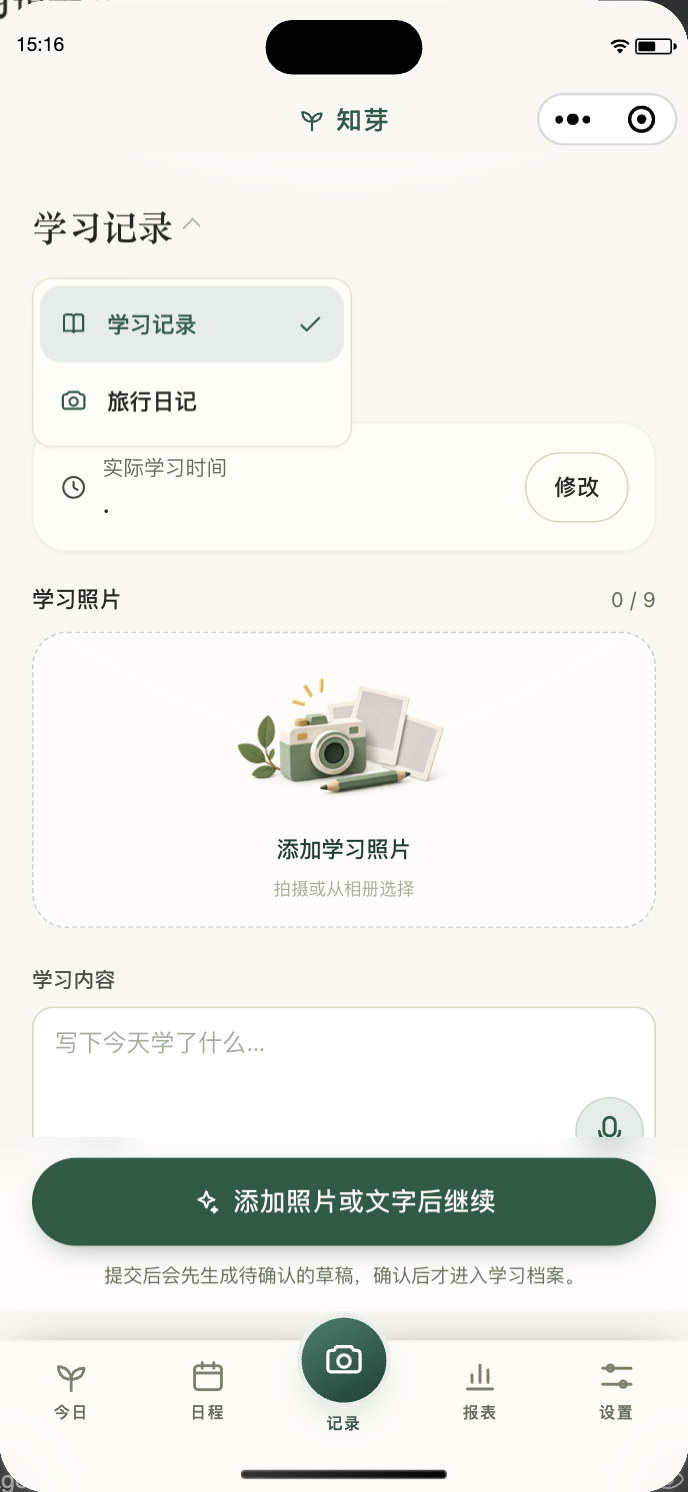 15:16
知芽
学习记录
学习记录
旅行日记
实际学习时间
·
修改
学习照片
0 / 9
添加学习照片
拍摄或从相册选择
学习内容
写下今天学了什么...
添加照片或文字后继续
提交后会先生成待确认的草稿，确认后才进入学习档案。
今日
日程
记录
报表
设置